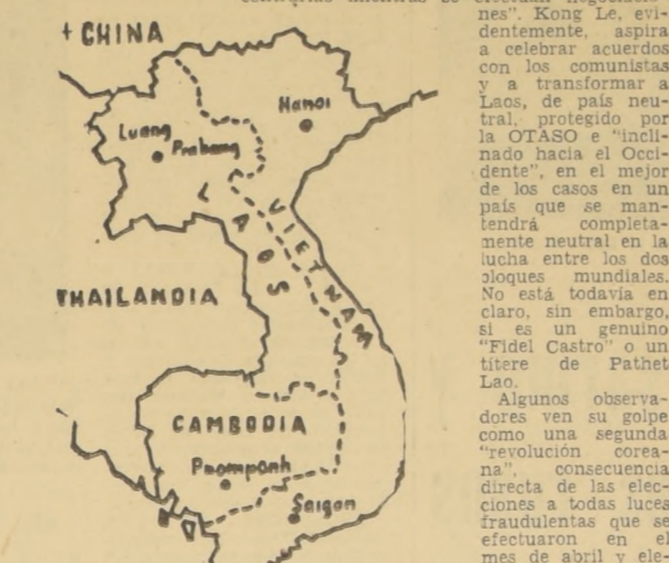 + CHINA
Hanoi
Luang
Prabang
LAOS
VIETNAM
THAILANDIA
CAMBODIA
Pnomponh
Saigon
nes”. Kong Le, evi-
dentemente, aspira
a celebrar acuerdos
con los comunistas
y a transformar a
Laos, de país neu-
tral, protegido por
la OTASO e “incli-
nado hacia el Occi-
dente”, en el mejor
de los casos en un
país que se man-
tendrá completa-
mente neutral en la
lucha entre los dos
bloques mundiales.
No está todavía en
claro, sin embargo,
si es un genuino
“Fidel Castro” o un
títere de Pathet
Lao.
Algunos observa-
dores ven su golpe
como una segunda
“revolución corea-
na”, consecuencia
directa de las elec-
ciones a todas luces
fraudulentas que se
efectuaron en el
mes de abril y ele-